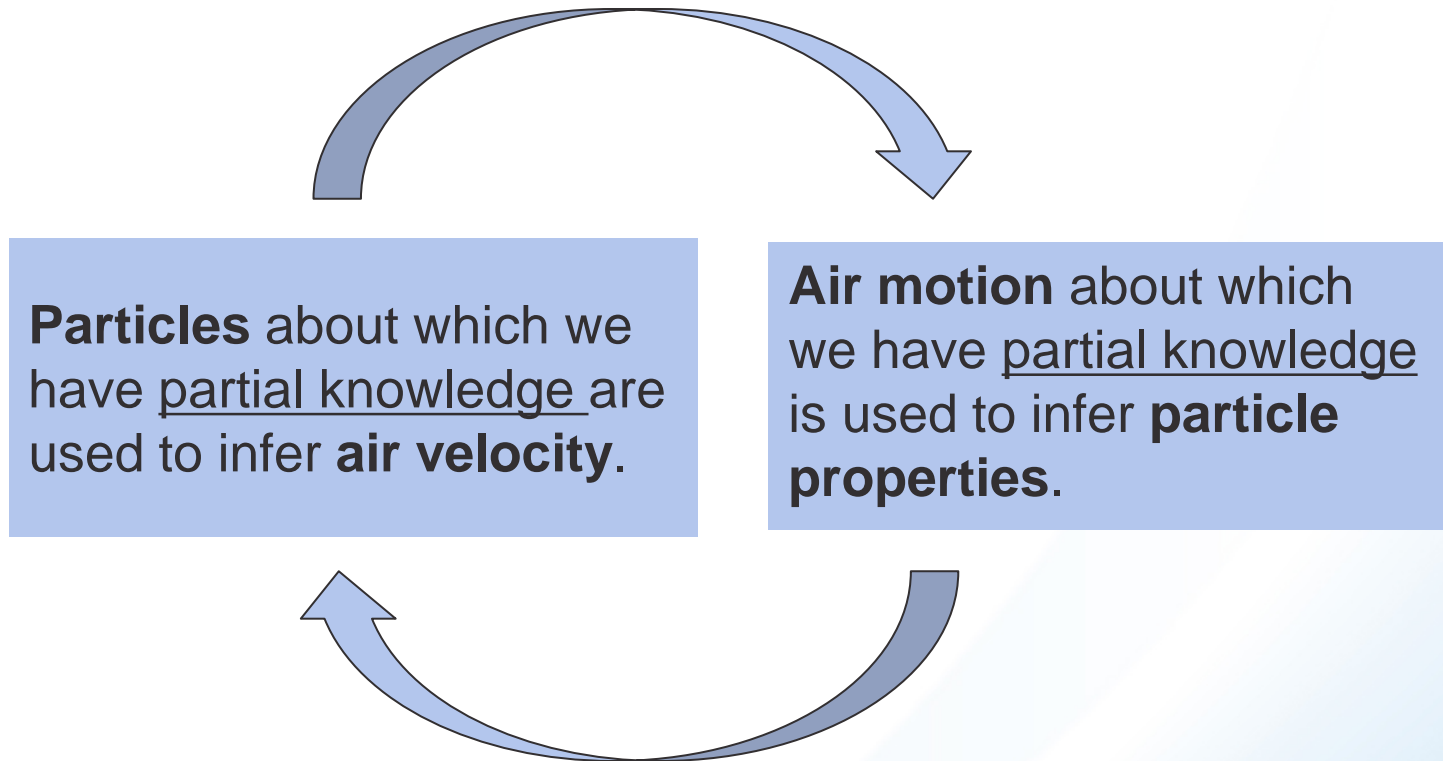 Particles about which we
have partial knowledge are
used to infer air velocity.
Air motion about which
we have partial knowledge
is used to infer particle
properties.